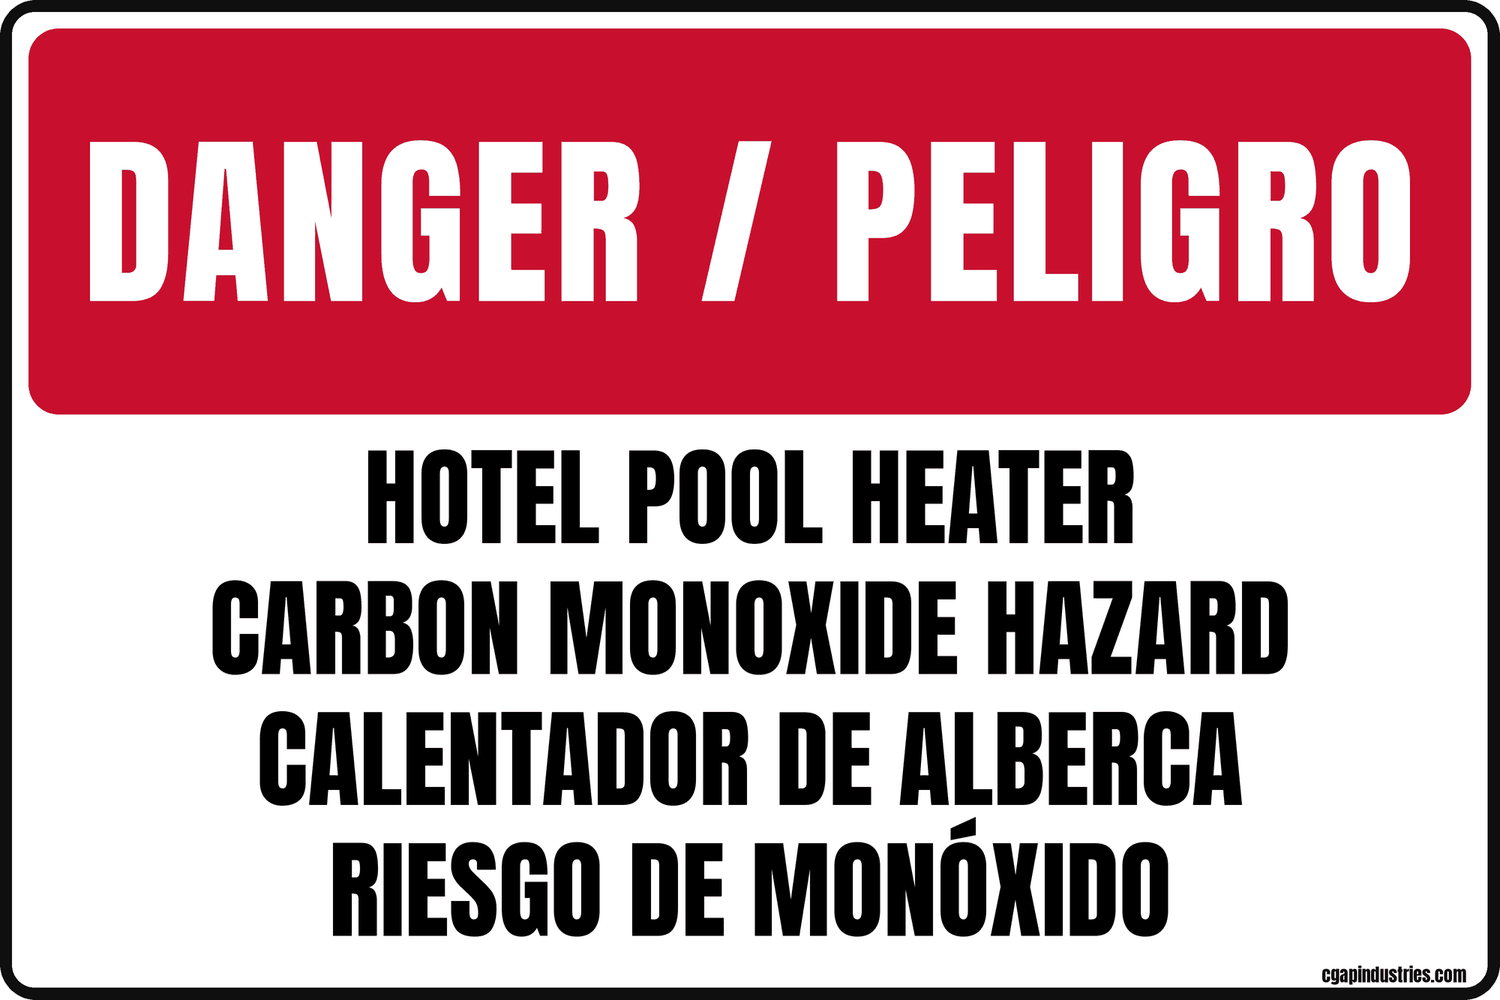 DANGER / PELIGRO
HOTEL POOL HEATER
CARBON MONOXIDE HAZARD
CALENTADOR DE ALBERCA
RIESGO DE MONÓXIDO
cgapindustries.com